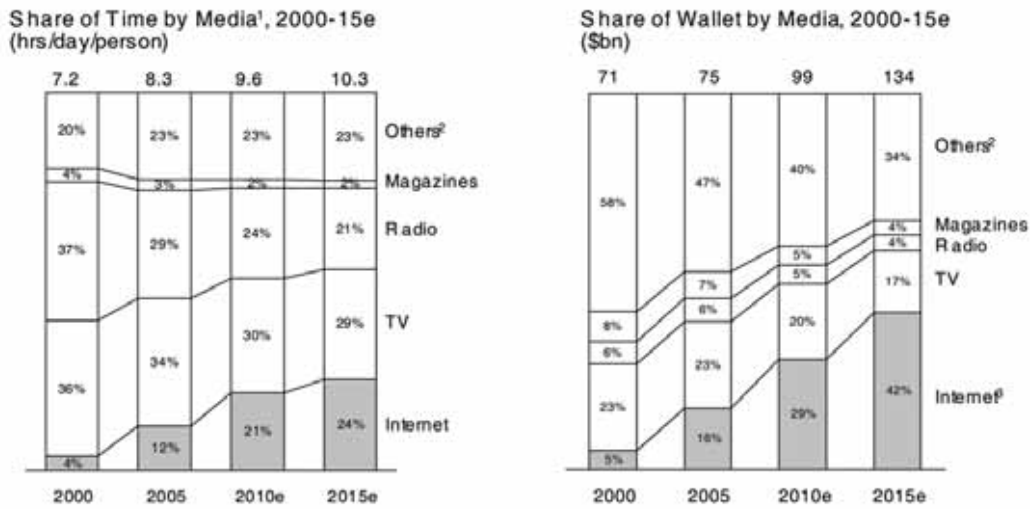 Share of Time by Media¹, 2000-15e
(hrs/day/person)
7.2 8.3 9.6 10.3
20% 23% 23% 23% Others²
4% 3% 2% 2% Magazines
37% 29% 24% 21% Radio
36% 34% 30% 29% TV
4% 12% 21% 24% Internet
2000 2005 2010e 2015e
Share of Wallet by Media, 2000-15e
($bn)
71 75 99 134
58% 47% 40% 34% Others²
8% 7% 5% 4% Magazines
6% 6% 5% 4% Radio
23% 23% 20% 17% TV
5% 16% 29% 42% Internet³
2000 2005 2010e 2015e